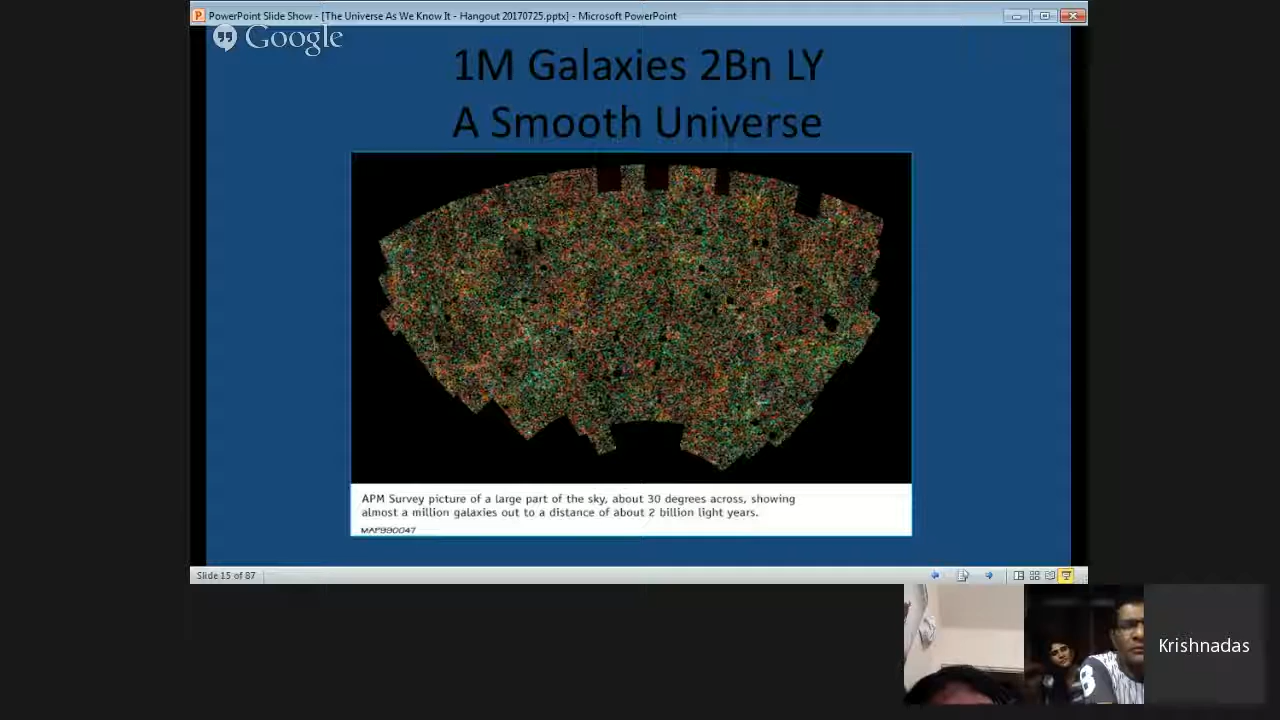 PowerPoint Slide Show - [The Universe As We Know It - Hangout 20170725.pptx] - Microsoft PowerPoint
Google
1M Galaxies 2Bn LY
A Smooth Universe
APM Survey picture of a large part of the sky, about 30 degrees across, showing
almost a million galaxies out to a distance of about 2 billion light years.
MAF990047
Slide 15 of 87
Krishnadas